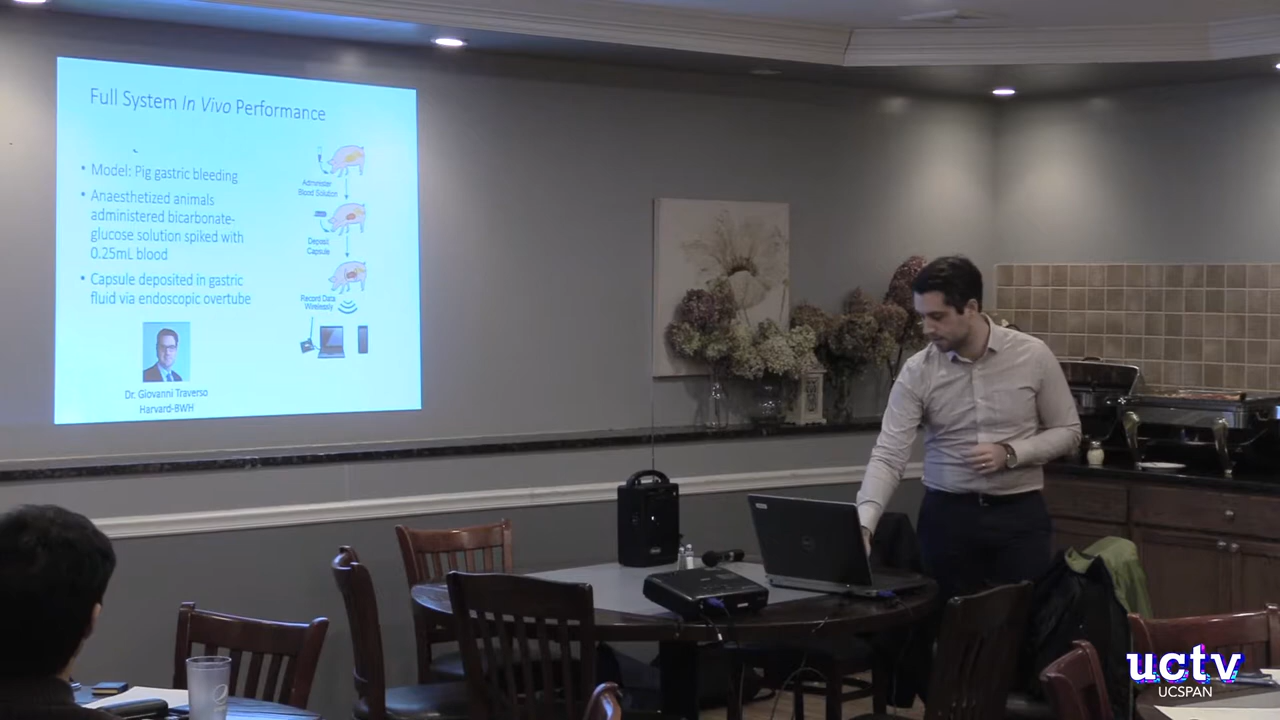 Full System In Vivo Performance
• Model: Pig gastric bleeding
• Anaesthetized animals
administered bicarbonate-
glucose solution spiked with
0.25mL blood
• Capsule deposited in gastric
fluid via endoscopic overtube
Dr. Giovanni Traverso
Harvard-BWH
Administer
Blood Solution
Deposit
Capsule
Record Data
Wirelessly
uctv
UCSPAN